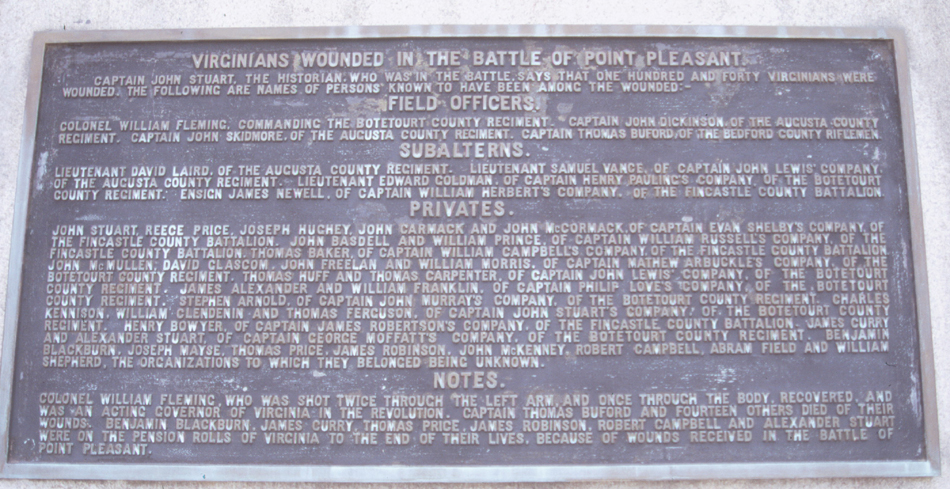 VIRGINIANS WOUNDED IN THE BATTLE OF POINT PLEASANT.
CAPTAIN JOHN STUART, THE HISTORIAN, WHO WAS IN THE BATTLE, SAYS THAT ONE HUNDRED AND FORTY VIRGINIANS WERE
WOUNDED. THE FOLLOWING ARE NAMES OF PERSONS KNOWN TO HAVE BEEN AMONG THE WOUNDED:-
FIELD OFFICERS.
COLONEL WILLIAM FLEMING, COMMANDING THE BOTETOURT COUNTY REGIMENT. CAPTAIN JOHN DICKINSON, OF THE AUGUSTA COUNTY
REGIMENT. CAPTAIN JOHN SKIDMORE, OF THE AUGUSTA COUNTY REGIMENT. CAPTAIN THOMAS BUFORD, OF THE BEDFORD COUNTY RIFLEMEN.
SUBALTERNS.
LIEUTENANT DAVID LAIRD, OF THE AUGUSTA COUNTY REGIMENT. LIEUTENANT SAMUEL VANCE, OF CAPTAIN JOHN LEWIS' COMPANY,
OF THE AUGUSTA COUNTY REGIMENT. LIEUTENANT EDWARD GOLDMAN, OF CAPTAIN HENRY PAULING'S COMPANY OF THE BOTETOURT
COUNTY REGIMENT. ENSIGN JAMES NEWELL, OF CAPTAIN WILLIAM HERBERT'S COMPANY, OF THE FINCASTLE COUNTY BATTALION
PRIVATES.
JOHN STUART, REECE PRICE, JOSEPH HUGHEY, JOHN CARMACK AND JOHN McCORMACK, OF CAPTAIN EVAN SHELBY'S COMPANY, OF
THE FINCASTLE COUNTY BATTALION. JOHN BASDELL AND WILLIAM PRINCE, OF CAPTAIN WILLIAM RUSSELL'S COMPANY, OF THE
FINCASTLE COUNTY BATTALION. THOMAS BAKER, OF CAPTAIN WILLIAM CAMPBELL'S COMPANY, OF THE FINCASTLE COUNTY BATTALION.
JOHN McMULLEN, DAVID GLASCOM, JOHN FREELAN AND WILLIAM MORRIS, OF CAPTAIN MATHEW ARBUCKLE'S COMPANY, OF THE
BOTETOURT COUNTY REGIMENT. THOMAS HUFF AND THOMAS CARPENTER, OF CAPTAIN JOHN LEWIS' COMPANY, OF THE BOTETOURT
COUNTY REGIMENT. JAMES ALEXANDER AND WILLIAM FRANKLIN, OF CAPTAIN PHILIP LOVE'S COMPANY, OF THE BOTETOURT
COUNTY REGIMENT. STEPHEN ARNOLD, OF CAPTAIN JOHN MURRAY'S COMPANY, OF THE BOTETOURT COUNTY REGIMENT. CHARLES
KENNISON, WILLIAM CLENDENIN AND THOMAS FERGUSON, OF CAPTAIN JOHN STUART'S COMPANY, OF THE BOTETOURT COUNTY
REGIMENT. HENRY BOWYER, OF CAPTAIN JAMES ROBERTSON'S COMPANY, OF THE FINCASTLE COUNTY BATTALION. JAMES CURRY
AND ALEXANDER STUART, OF CAPTAIN GEORGE MOFFATT'S COMPANY, OF THE BOTETOURT COUNTY REGIMENT. BENJAMIN
BLACKBURN, JOSEPH MAYSE, THOMAS PRICE, JAMES ROBINSON, JOHN McKENNEY, ROBERT CAMPBELL, ABRAM FIELD AND WILLIAM
SHEPHERD, THE ORGANIZATIONS TO WHICH THEY BELONGED BEING UNKNOWN.
NOTES.
COLONEL WILLIAM FLEMING, WHO WAS SHOT TWICE THROUGH THE LEFT ARM, AND ONCE THROUGH THE BODY, RECOVERED, AND
WAS AN ACTING GOVERNOR OF VIRGINIA IN THE REVOLUTION. CAPTAIN THOMAS BUFORD AND FOURTEEN OTHERS DIED OF THEIR
WOUNDS. BENJAMIN BLACKBURN, JAMES CURRY, THOMAS PRICE, JAMES ROBINSON, ROBERT CAMPBELL AND ALEXANDER STUART
WERE ON THE PENSION ROLLS OF VIRGINIA TO THE END OF THEIR LIVES, BECAUSE OF WOUNDS RECEIVED IN THE BATTLE OF
POINT PLEASANT.